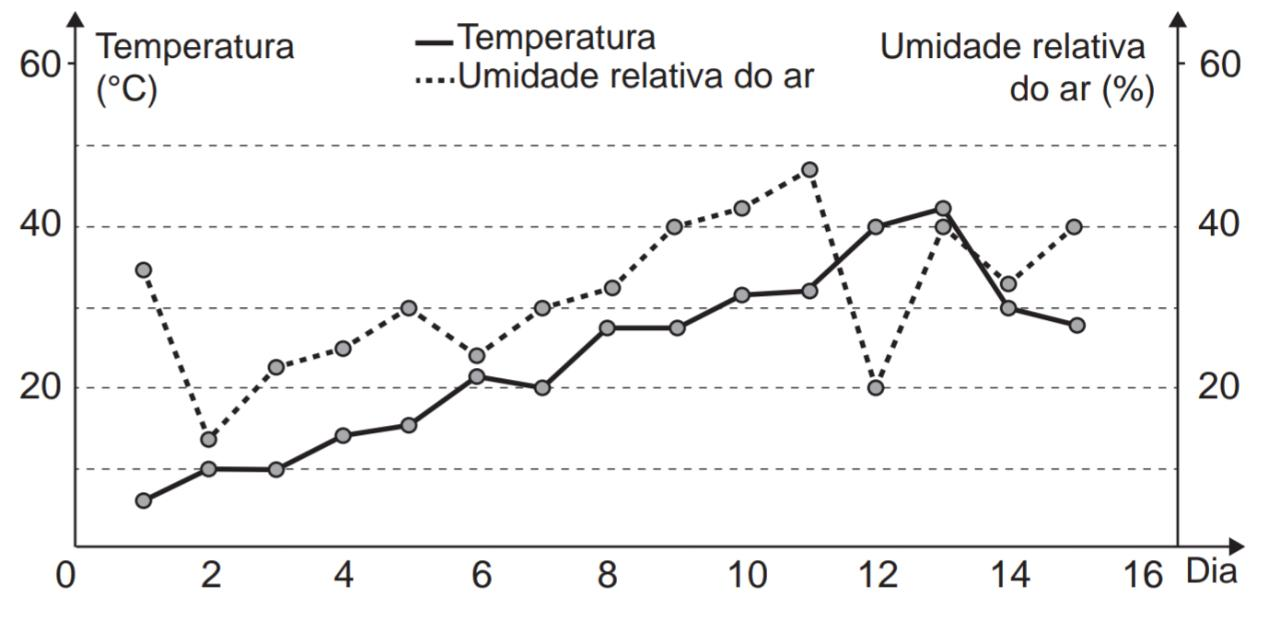 Temperatura
(°C)
Temperatura
Umidade relativa do ar
Umidade relativa
do ar (%)
60
60
40
40
20
20
0 2 4 6 8 10 12 14 16 Dia